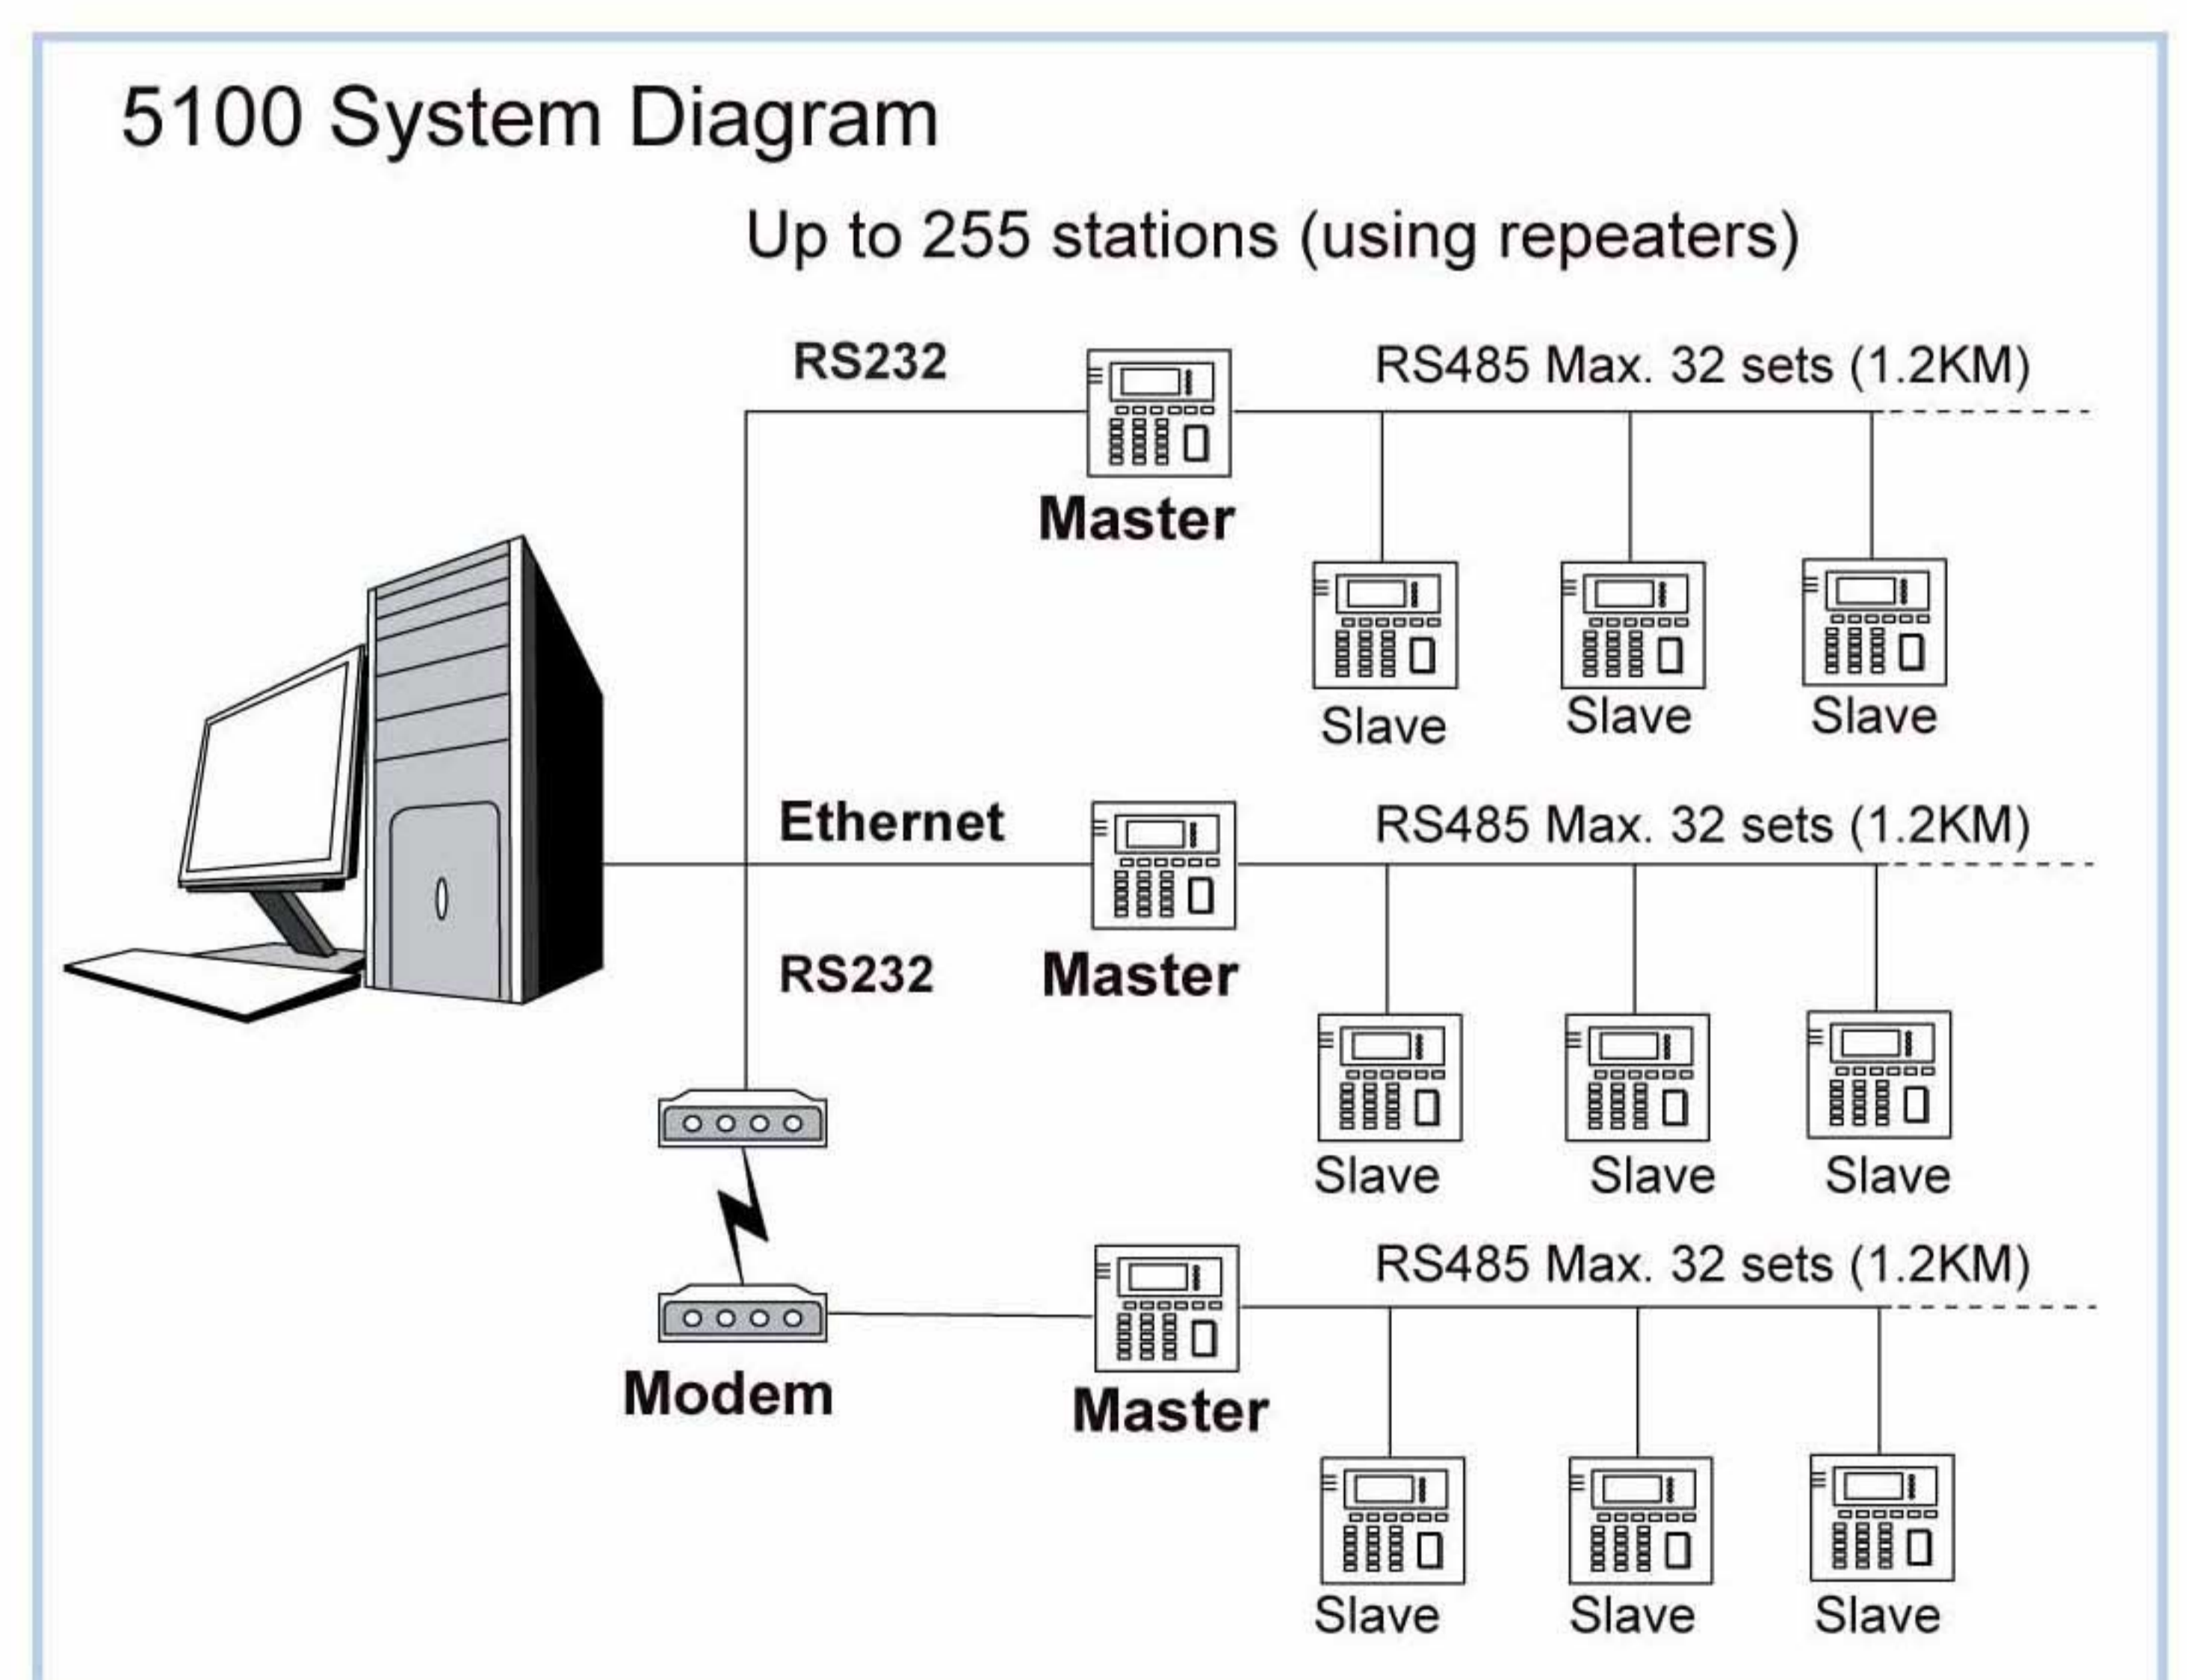 5100 System Diagram
Up to 255 stations (using repeaters)
RS232
RS485 Max. 32 sets (1.2KM)
Master
Slave
Slave
Slave
Ethernet
RS485 Max. 32 sets (1.2KM)
RS232
Master
Slave
Slave
Slave
RS485 Max. 32 sets (1.2KM)
Modem
Master
Slave
Slave
Slave